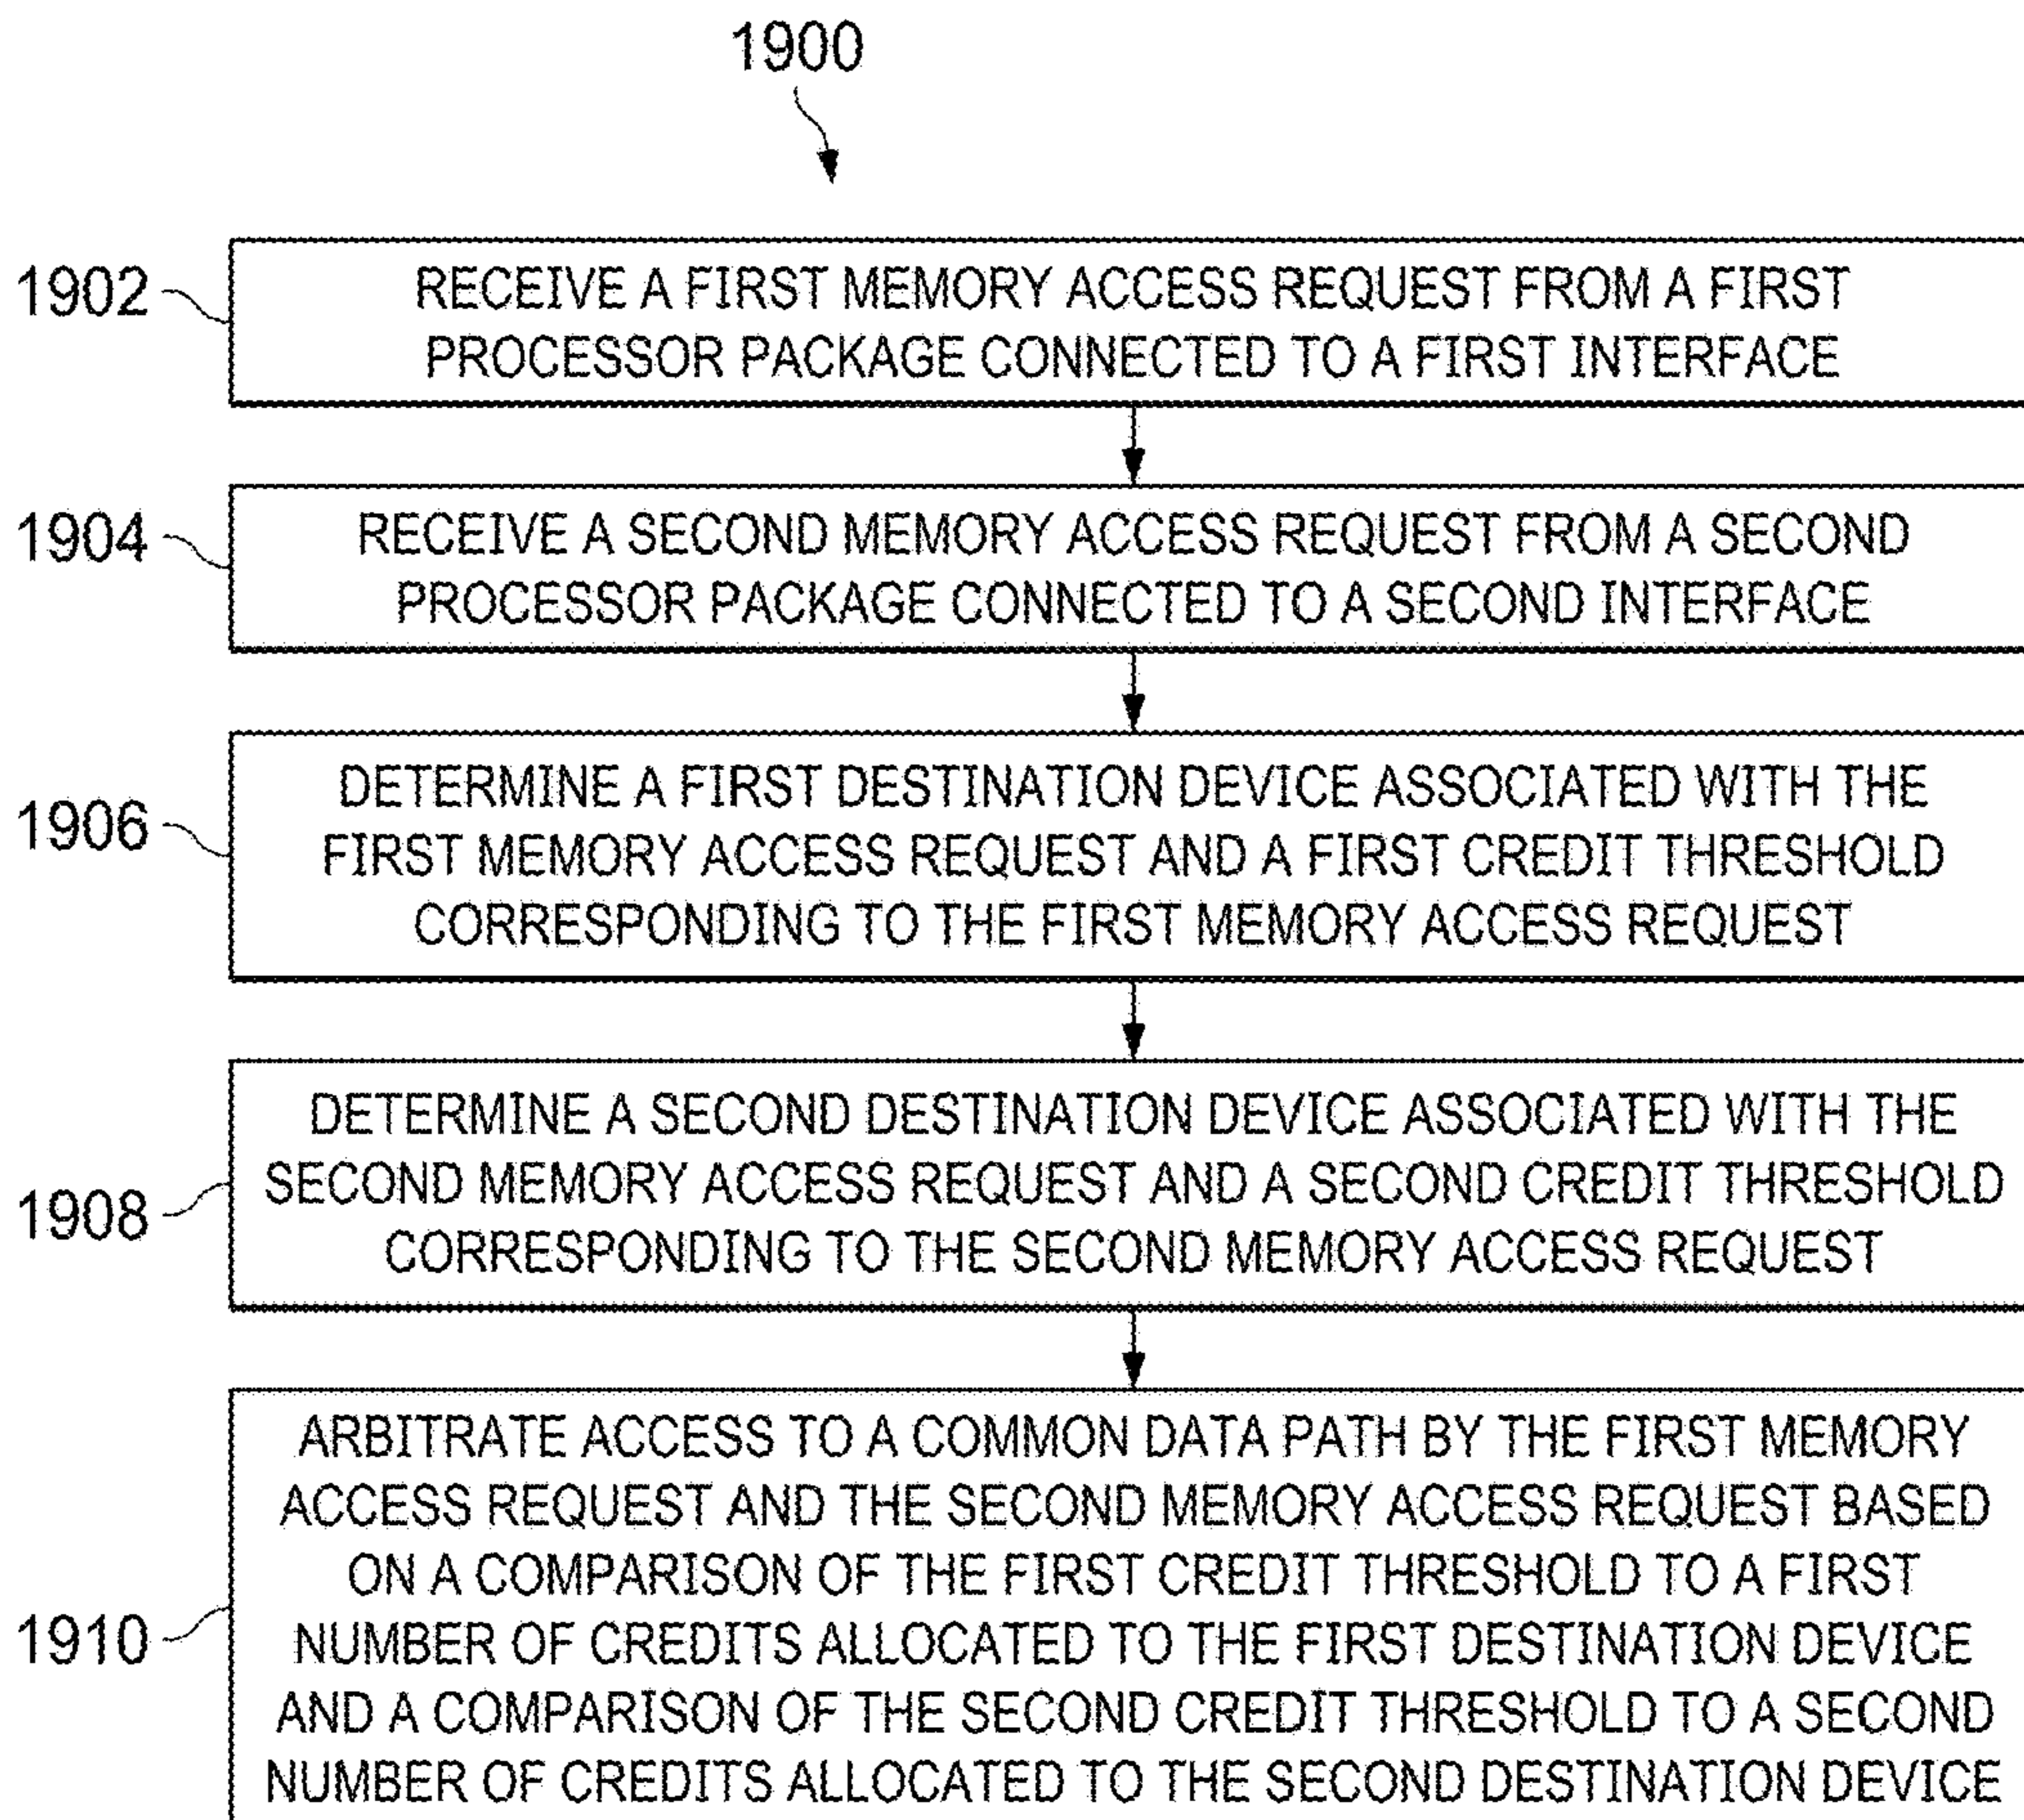 1900
1902
RECEIVE A FIRST MEMORY ACCESS REQUEST FROM A FIRST
PROCESSOR PACKAGE CONNECTED TO A FIRST INTERFACE
1904
RECEIVE A SECOND MEMORY ACCESS REQUEST FROM A SECOND
PROCESSOR PACKAGE CONNECTED TO A SECOND INTERFACE
1906
DETERMINE A FIRST DESTINATION DEVICE ASSOCIATED WITH THE
FIRST MEMORY ACCESS REQUEST AND A FIRST CREDIT THRESHOLD
CORRESPONDING TO THE FIRST MEMORY ACCESS REQUEST
1908
DETERMINE A SECOND DESTINATION DEVICE ASSOCIATED WITH THE
SECOND MEMORY ACCESS REQUEST AND A SECOND CREDIT THRESHOLD
CORRESPONDING TO THE SECOND MEMORY ACCESS REQUEST
1910
ARBITRATE ACCESS TO A COMMON DATA PATH BY THE FIRST MEMORY
ACCESS REQUEST AND THE SECOND MEMORY ACCESS REQUEST BASED
ON A COMPARISON OF THE FIRST CREDIT THRESHOLD TO A FIRST
NUMBER OF CREDITS ALLOCATED TO THE FIRST DESTINATION DEVICE
AND A COMPARISON OF THE SECOND CREDIT THRESHOLD TO A SECOND
NUMBER OF CREDITS ALLOCATED TO THE SECOND DESTINATION DEVICE